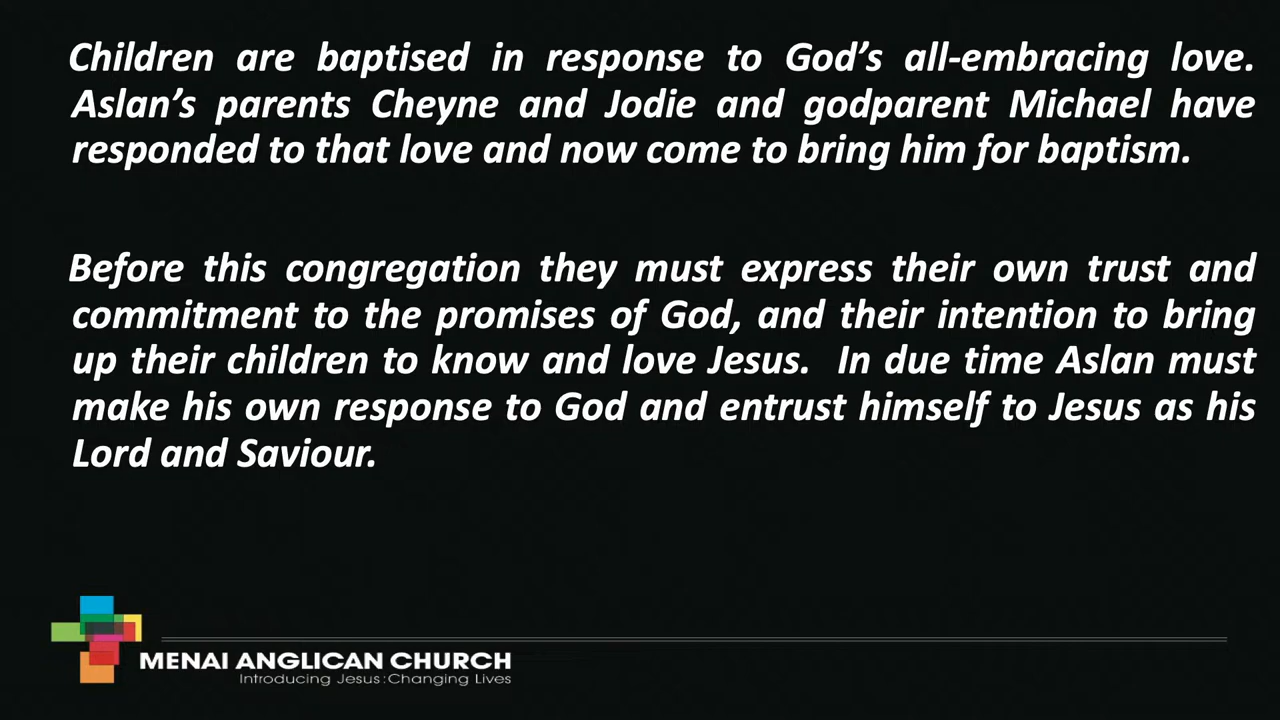 Children are baptised in response to God’s all-embracing love.
Aslan’s parents Cheyne and Jodie and godparent Michael have
responded to that love and now come to bring him for baptism.
Before this congregation they must express their own trust and
commitment to the promises of God, and their intention to bring
up their children to know and love Jesus.  In due time Aslan must
make his own response to God and entrust himself to Jesus as his
Lord and Saviour.
MENAI ANGLICAN CHURCH
Introducing Jesus:Changing Lives